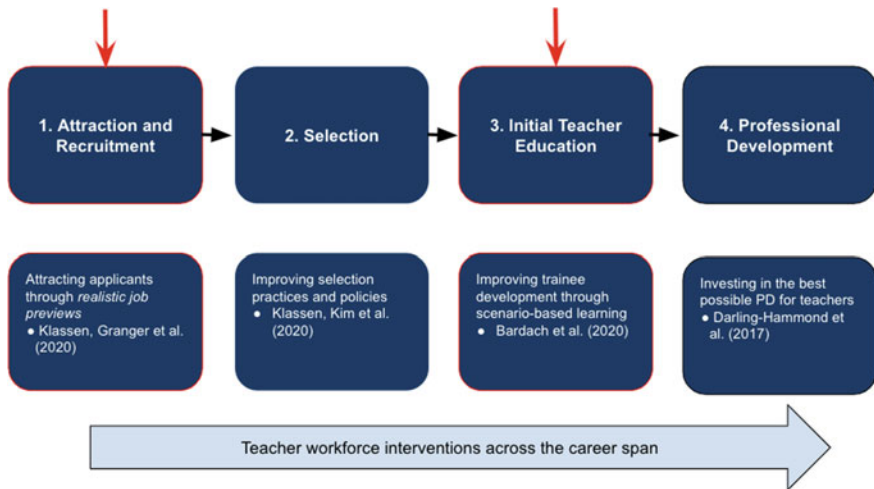 1. Attraction and
Recruitment
2. Selection
3. Initial Teacher
Education
4. Professional
Development
Attracting applicants
through realistic job
previews
● Klassen, Granger et al.
(2020)
Improving selection
practices and policies
● Klassen, Kim et al.
(2020)
Improving trainee
development through
scenario-based learning
● Bardach et al. (2020)
Investing in the best
possible PD for teachers
● Darling-Hammond et
al. (2017)
Teacher workforce interventions across the career span